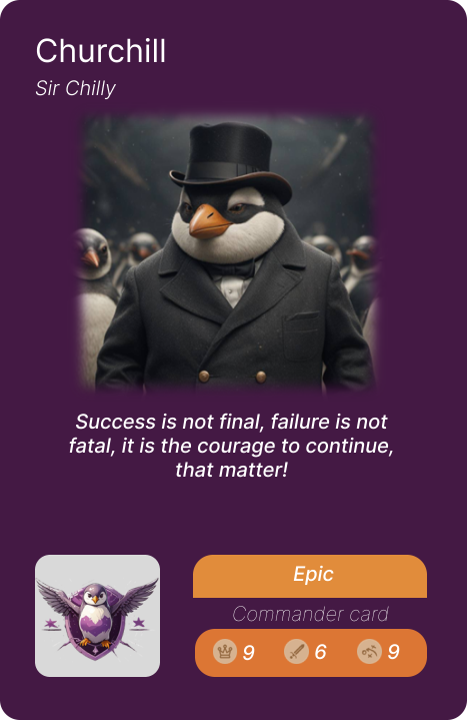 Churchill
Sir Chilly
Success is not final, failure is not
fatal, it is the courage to continue,
that matter!
Epic
Commander card
9 6 9